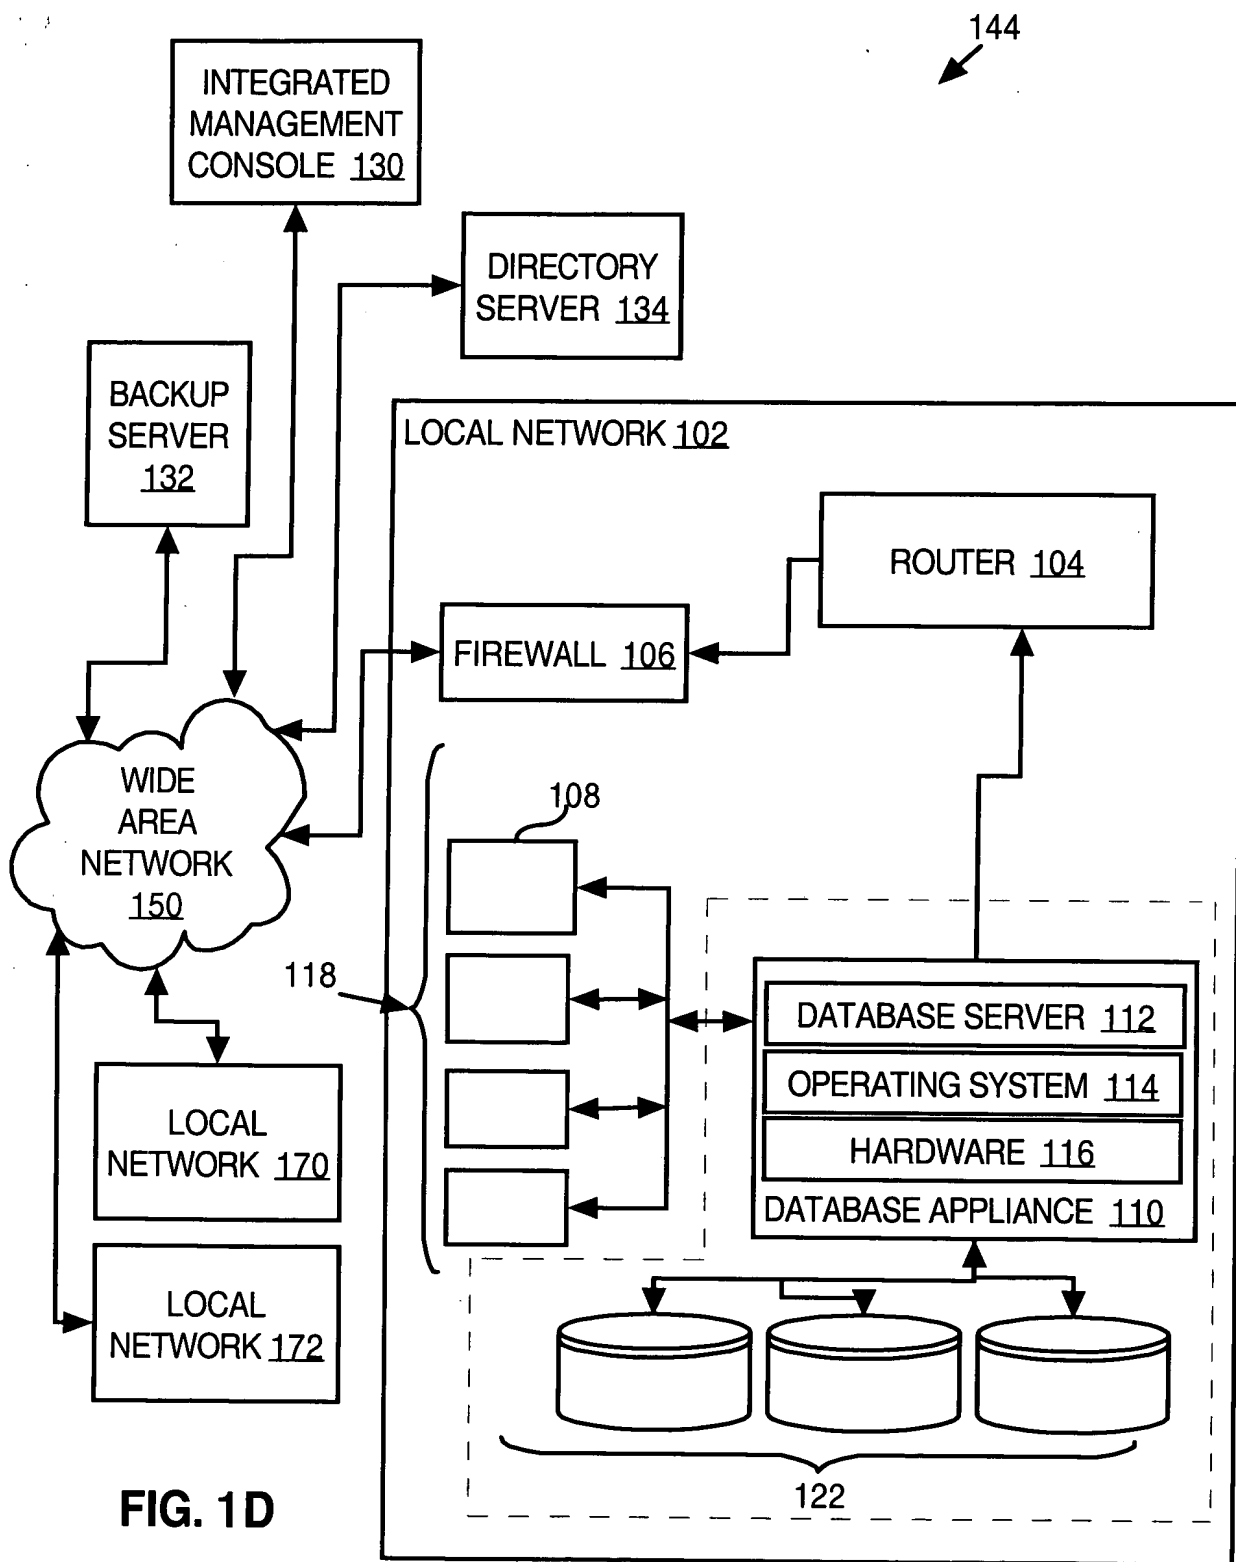 144
INTEGRATED
MANAGEMENT
CONSOLE 130
DIRECTORY
SERVER 134
BACKUP
SERVER
132
LOCAL NETWORK 102
ROUTER 104
FIREWALL 106
WIDE
AREA
NETWORK
150
108
118
DATABASE SERVER 112
OPERATING SYSTEM 114
HARDWARE 116
DATABASE APPLIANCE 110
LOCAL
NETWORK 170
LOCAL
NETWORK 172
122
FIG. 1D